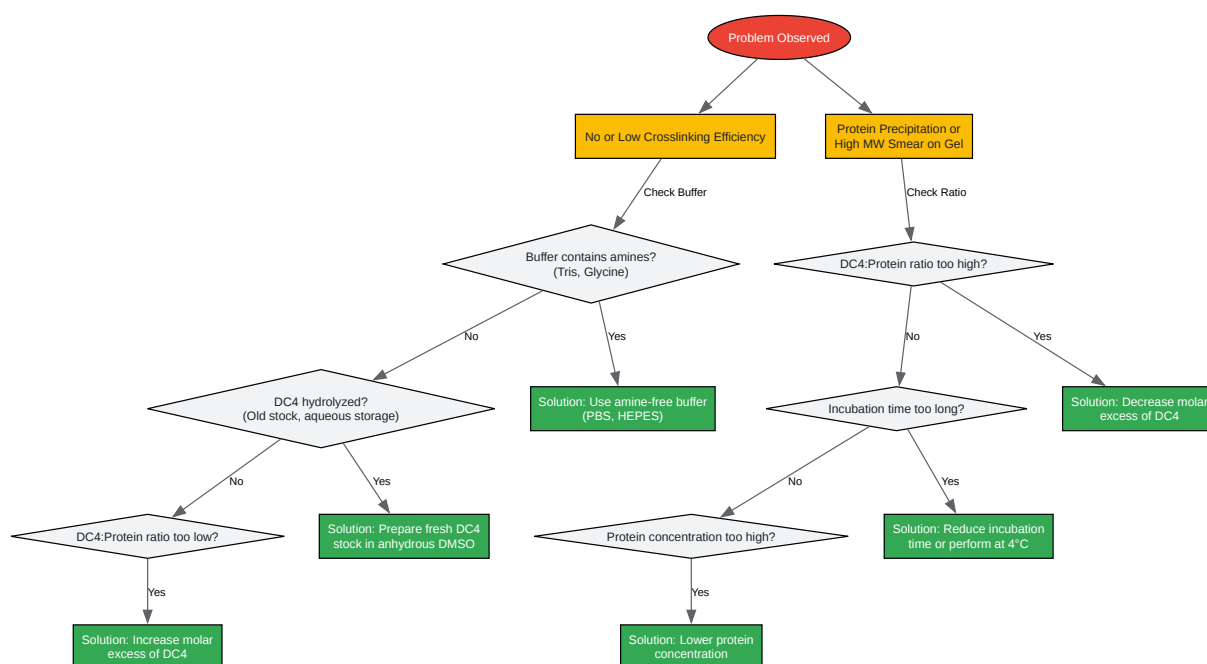 Problem Observed
No or Low Crosslinking Efficiency
Protein Precipitation or
High MW Smear on Gel
Check Buffer
Check Ratio
Buffer contains amines?
(Tris, Glycine)
DC4:Protein ratio too high?
No
Yes
No
Yes
DC4 hydrolyzed?
(Old stock, aqueous storage)
Solution: Use amine-free buffer
(PBS, HEPES)
Incubation time too long?
Solution: Decrease molar
excess of DC4
No
Yes
No
Yes
DC4:Protein ratio too low?
Solution: Prepare fresh DC4
stock in anhydrous DMSO
Protein concentration too high?
Solution: Reduce incubation
time or perform at 4°C
Yes
Yes
Solution: Increase molar
excess of DC4
Solution: Lower protein
concentration